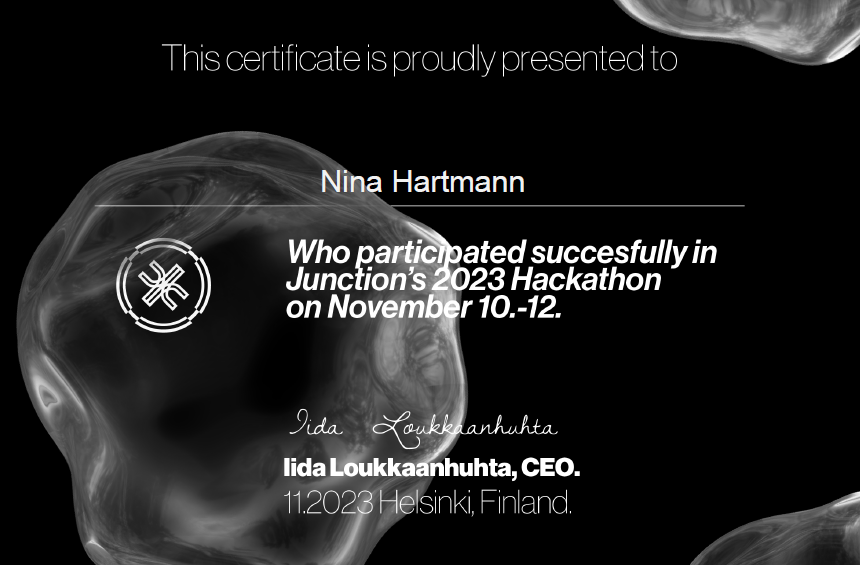 This certificate is proudly presented to
Nina Hartmann
Who participated succesfully in
Junction's 2023 Hackathon
on November 10.-12.
Iida Loukkaanhuhta
Iida Loukkaanhuhta, CEO.
11.2023 Helsinki, Finland.